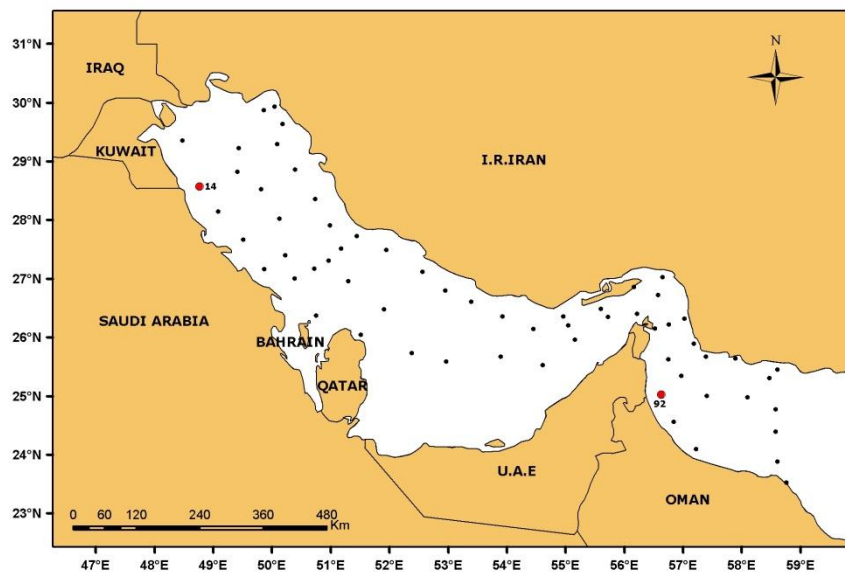 31°N
30°N
29°N
28°N
27°N
26°N
25°N
24°N
23°N
N
IRAQ
KUWAIT
I.R.IRAN
14
SAUDI ARABIA
BAHRAIN
QATAR
92
U.A.E
OMAN
0 60 120 240 360 480
Km
47°E 48°E 49°E 50°E 51°E 52°E 53°E 54°E 55°E 56°E 57°E 58°E 59°E